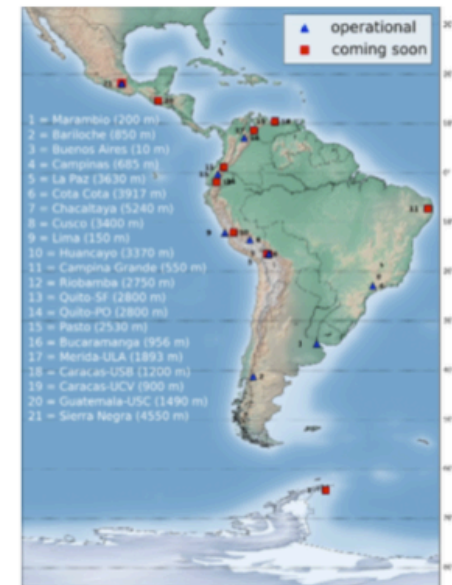 operational
coming soon
1 = Marambio (200 m)
2 = Bariloche (850 m)
3 = Buenos Aires (10 m)
4 = Campinas (685 m)
5 = La Paz (3630 m)
6 = Cota Cota (3917 m)
7 = Chacaltaya (5240 m)
8 = Cusco (3400 m)
9 = Lima (150 m)
10 = Huancayo (3370 m)
11 = Campina Grande (550 m)
12 = Riobamba (2750 m)
13 = Quito-SF (2800 m)
14 = Quito-PO (2800 m)
15 = Pasto (2530 m)
16 = Bucaramanga (956 m)
17 = Merida-ULA (1893 m)
18 = Caracas-USB (1200 m)
19 = Caracas-UCV (900 m)
20 = Guatemala-USC (1490 m)
21 = Sierra Negra (4550 m)
11
9